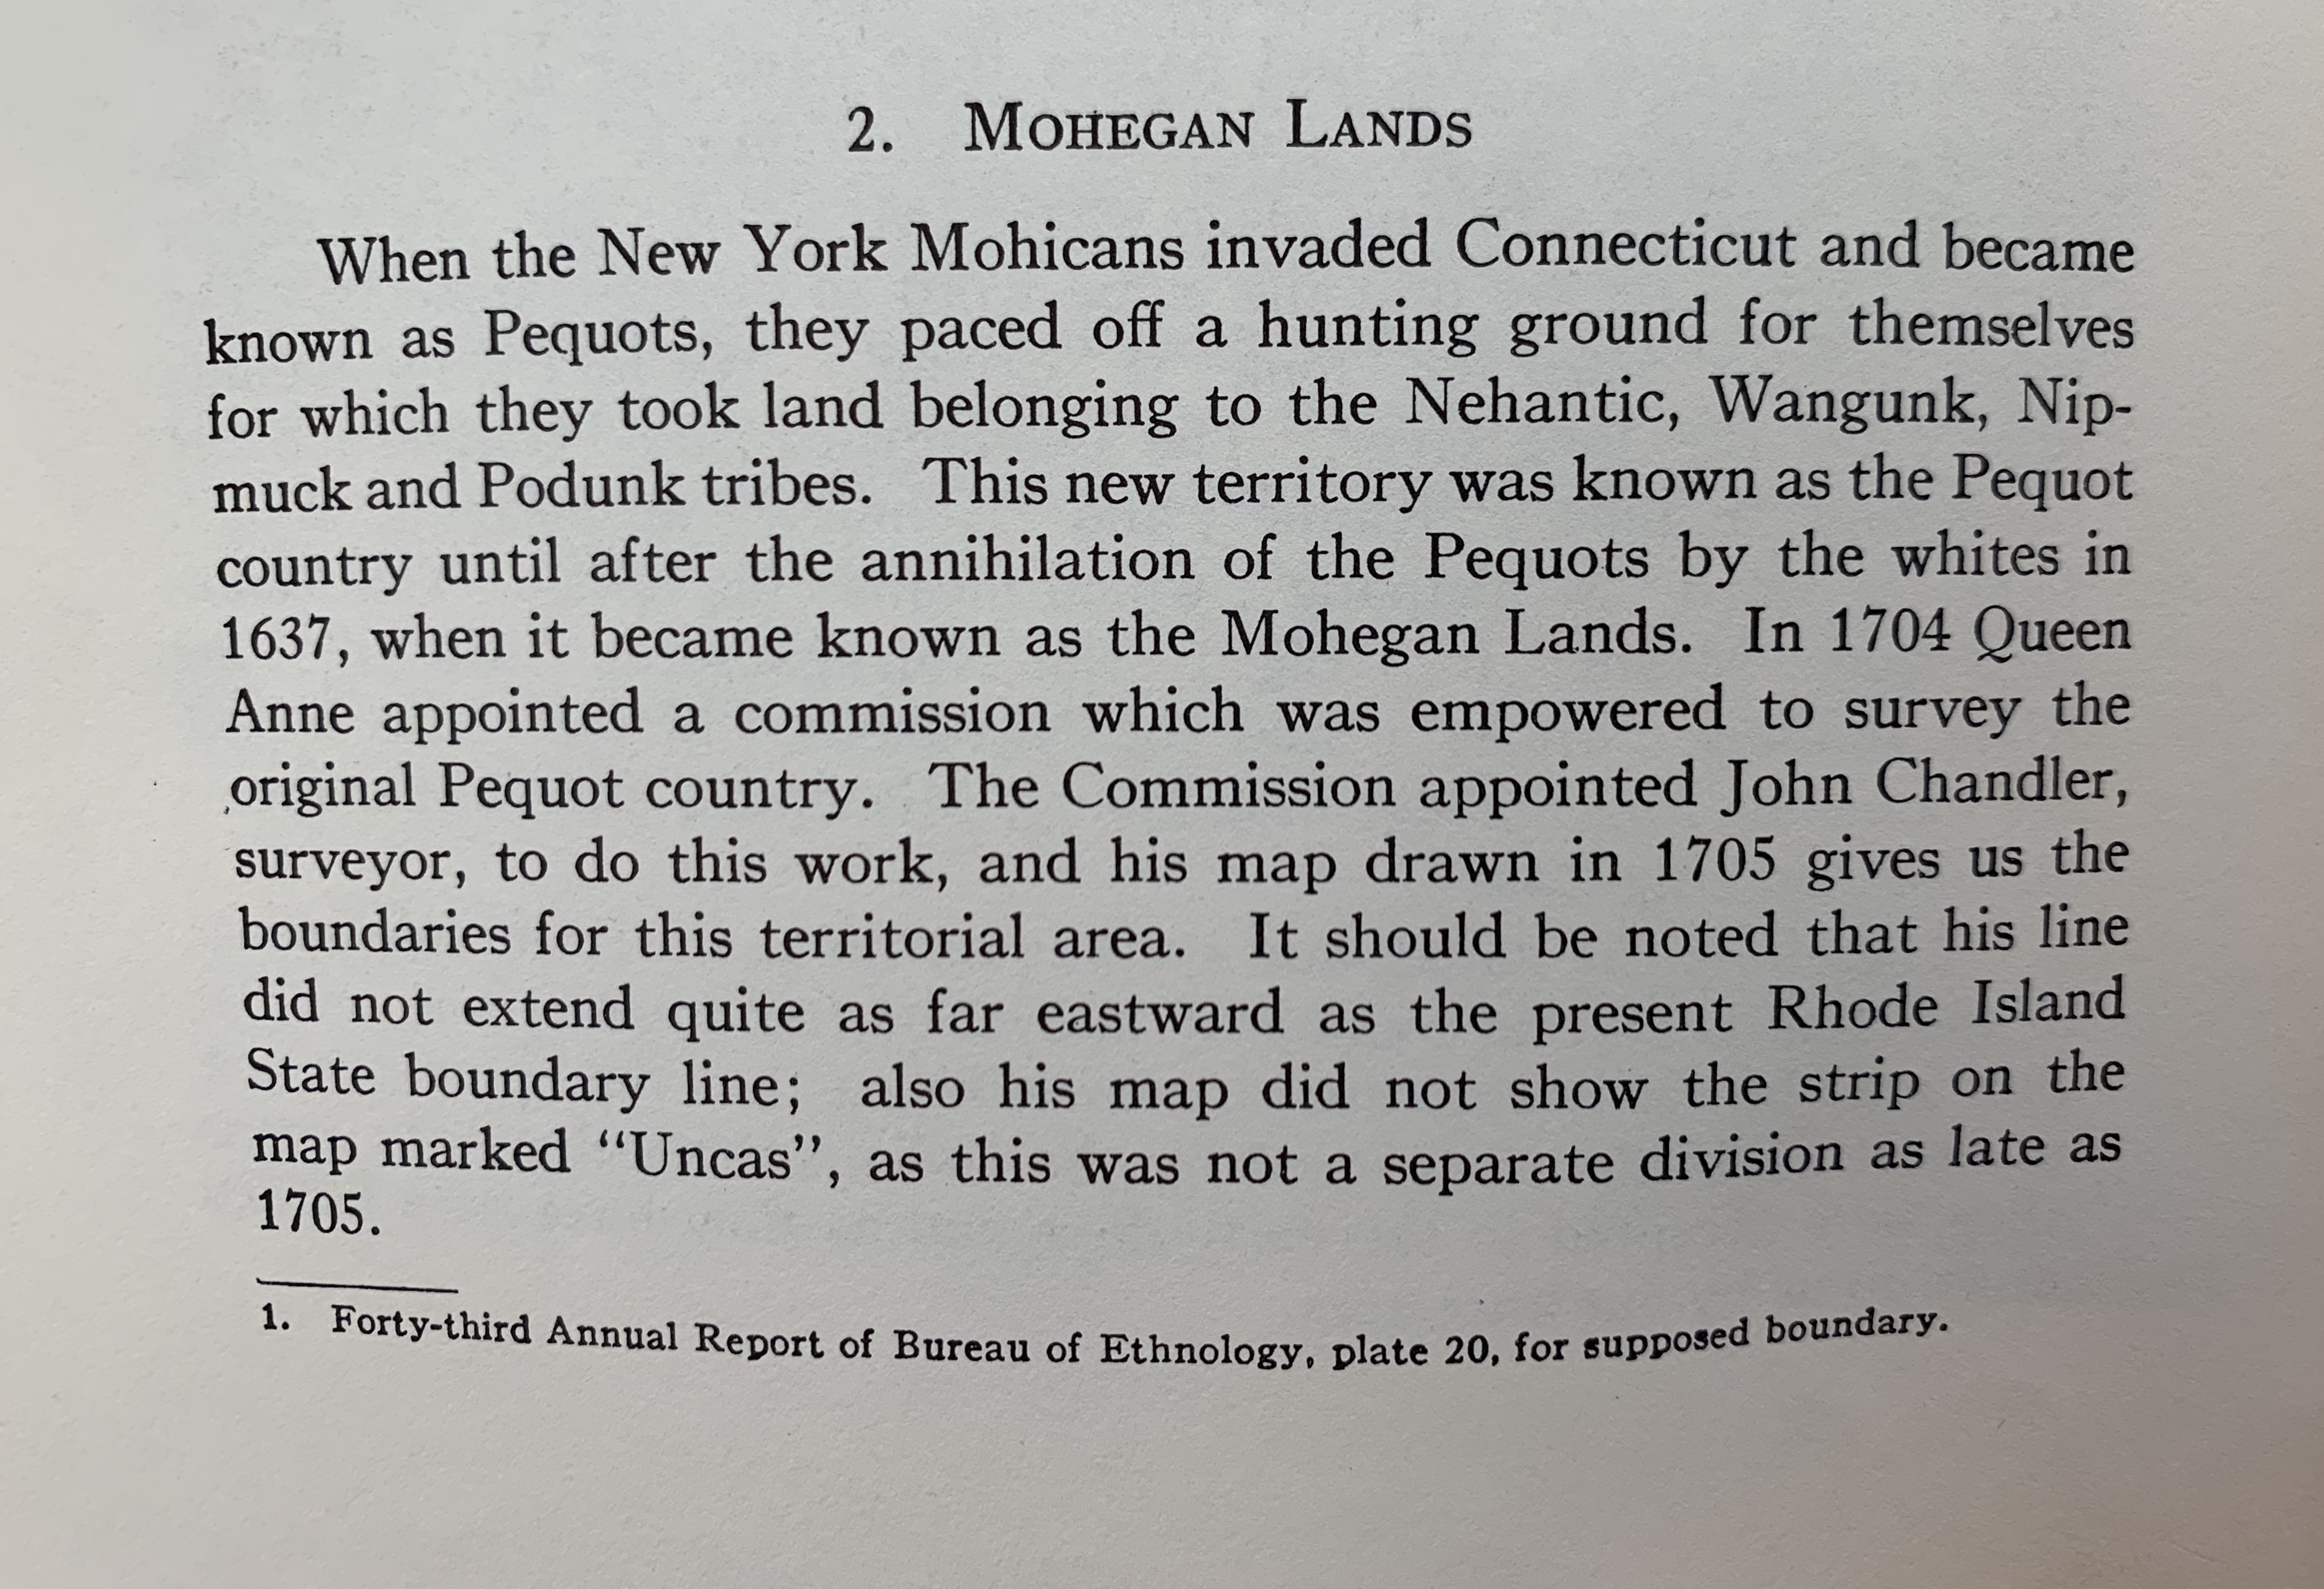 2. Mohegan Lands
When the New York Mohicans invaded Connecticut and became
known as Pequots, they paced off a hunting ground for themselves
for which they took land belonging to the Nehantic, Wangunk, Nip-
muck and Podunk tribes. This new territory was known as the Pequot
country until after the annihilation of the Pequots by the whites in
1637, when it became known as the Mohegan Lands. In 1704 Queen
Anne appointed a commission which was empowered to survey the
original Pequot country. The Commission appointed John Chandler,
surveyor, to do this work, and his map drawn in 1705 gives us the
boundaries for this territorial area. It should be noted that his line
did not extend quite as far eastward as the present Rhode Island
State boundary line; also his map did not show the strip on the
map marked "Uncas", as this was not a separate division as late as
1705.
1. Forty-third Annual Report of Bureau of Ethnology, plate 20, for supposed boundary.